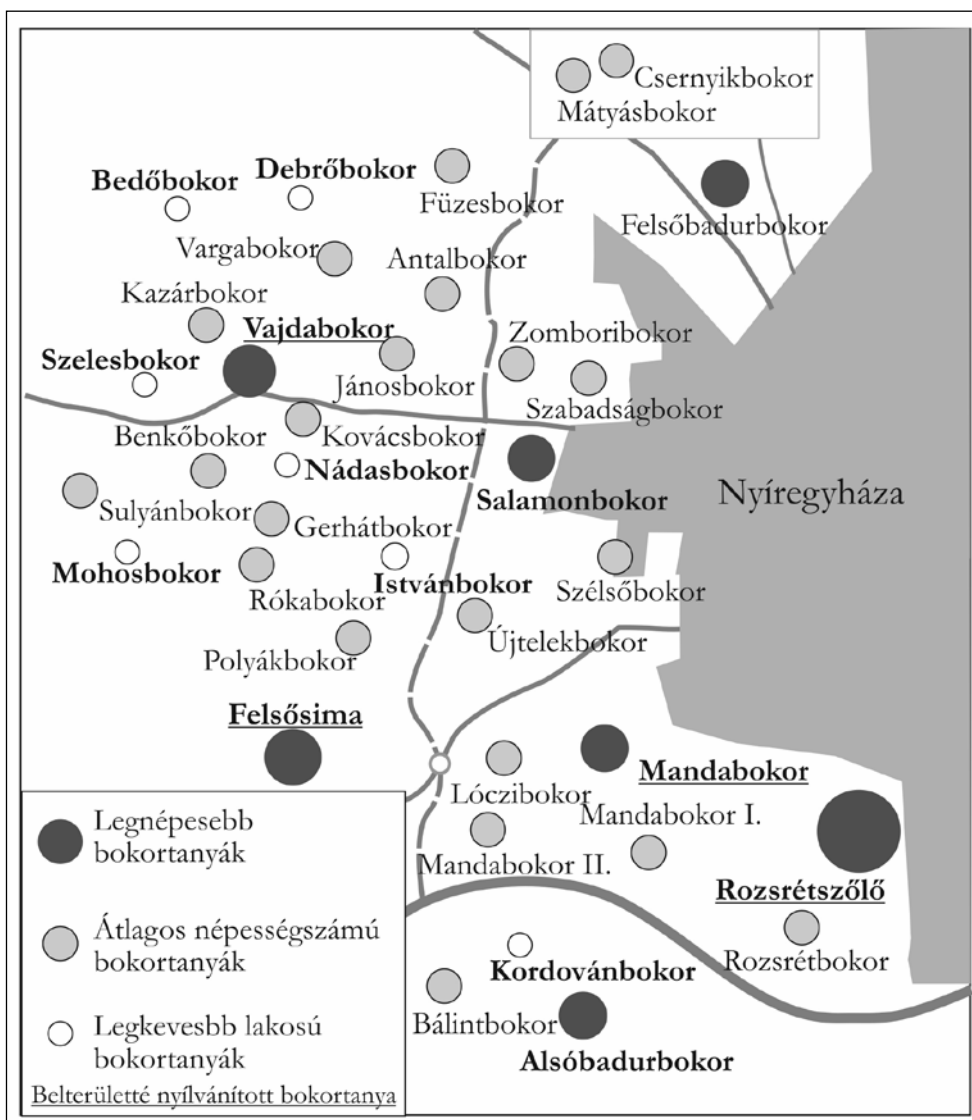 Csernyikbokor
Mátyásbokor
Bedőbokor
Debrőbokor
Füzesbokor
Felsőbadurbokor
Vargabokor
Antalbokor
Kazárbokor
Vajdabokor
Zomboribokor
Szelesbokor
Jánosbokor
Szabadságbokor
Benkőbokor
Kovácsbokor
Nádasbokor
Salamonbokor
Nyíregyháza
Sulyánbokor
Gerhátbokor
Mohosbokor
Rókabokor
Istvánbokor
Szélsőbokor
Polyákbokor
Újtelekbokor
Felsősima
Mandabokor
Lóczibokor
Mandabokor I.
Mandabokor II.
Rozsrétszőlő
Rozsrétbokor
Kordovánbokor
Bálintbokor
Alsóbadurbokor
Legnépesebb
bokortanyák
Átlagos népességszámú
bokortanyák
Legkevesbb lakosú
bokortanyák
Belterületté nyílvánított bokortanya